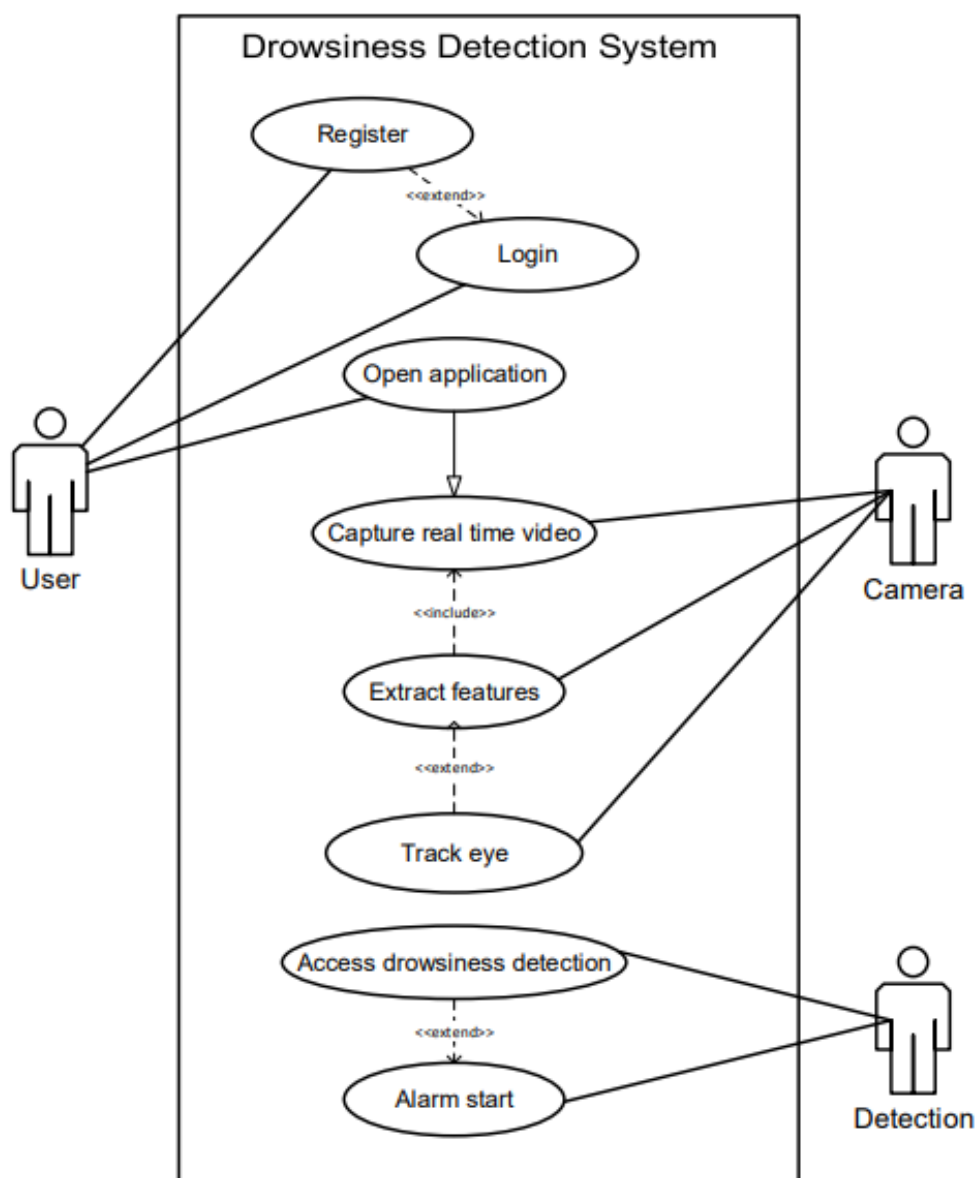 Drowsiness Detection System
Register
<<extend>>
Login
Open application
Capture real time video
User
Camera
<<include>>
Extract features
<<extend>>
Track eye
Access drowsiness detection
<<extend>>
Alarm start
Detection